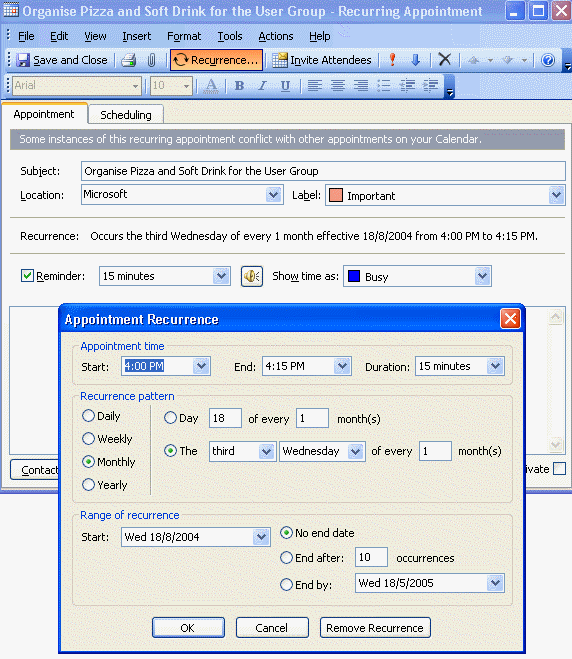 Organise Pizza and Soft Drink for the User Group - Recurring Appointment
File Edit View Insert Format Tools Actions Help
Save and Close Recurrence... Invite Attendees
Arial 10 A B I U
Appointment Scheduling
Some instances of this recurring appointment conflict with other appointments on your Calendar.
Subject: Organise Pizza and Soft Drink for the User Group
Location: Microsoft Label: Important
Recurrence: Occurs the third Wednesday of every 1 month effective 18/8/2004 from 4:00 PM to 4:15 PM.
Reminder: 15 minutes Show time as: Busy
Appointment Recurrence
Appointment time
Start: 4:00 PM End: 4:15 PM Duration: 15 minutes
Recurrence pattern
Daily Day 18 of every 1 month(s)
Weekly
The third Wednesday of every 1 month(s)
Monthly
Yearly
Contact ivate
Range of recurrence
Start: Wed 18/8/2004 No end date
End after: 10 occurrences
End by: Wed 18/5/2005
OK Cancel Remove Recurrence